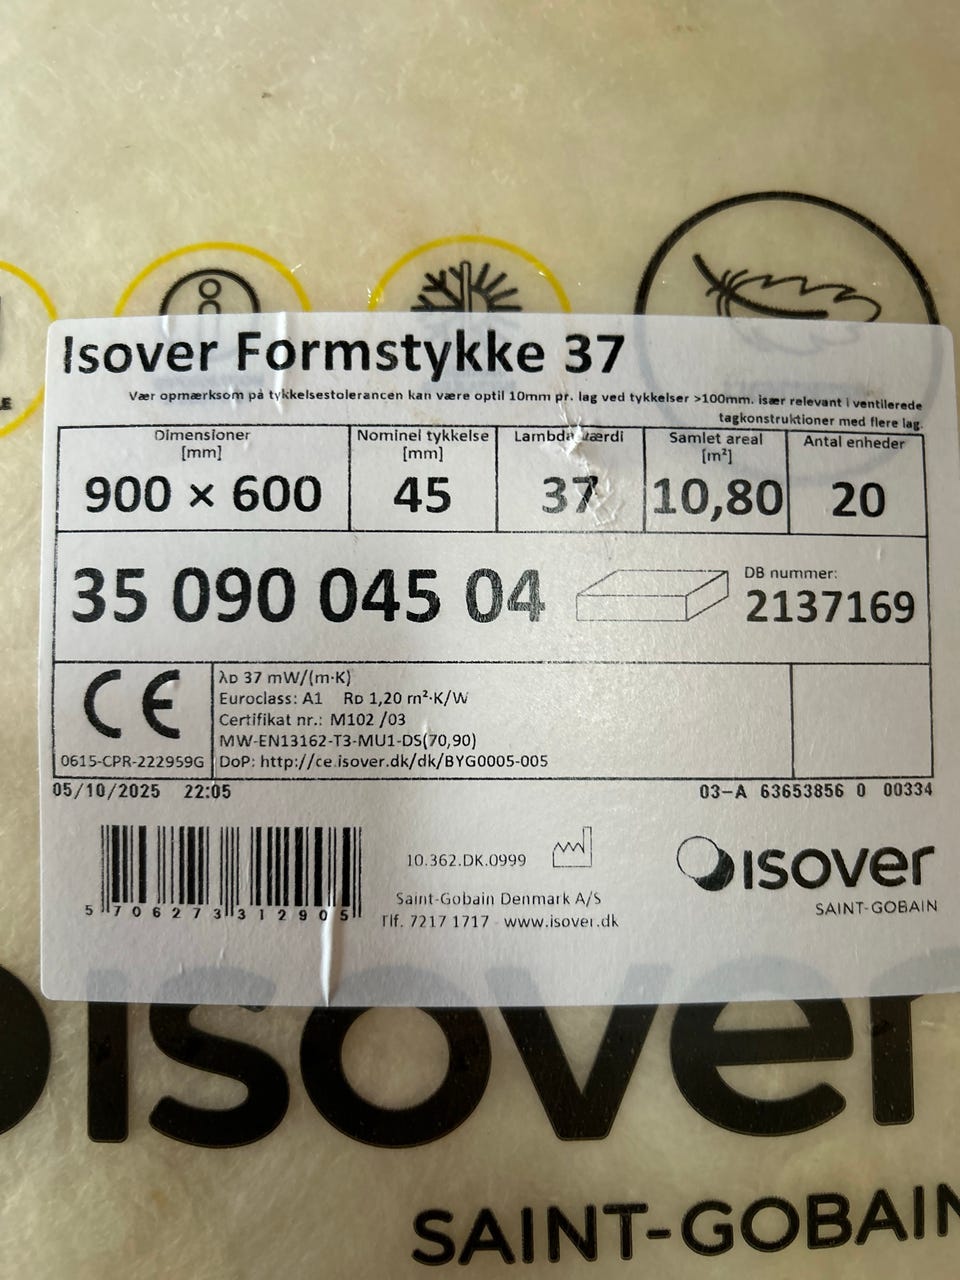 LE
Isover Formstykke 37
Vær opmærksom på tykkelsestolerancen kan være optil 10mm pr. lag ved tykkelser >100mm. især relevant i ventilerede
tagkonstruktioner med flere lag.
Dimensioner [mm] Nominel tykkelse [mm] Lambda værdi Samlet areal [m²] Antal enheder
900 × 600 45 37 10,80 20
35 090 045 04
DB nummer:
2137169
CE
0615-CPR-222959G
λD 37 mW/(m·K)
Euroclass: A1 RD 1,20 m²·K/W
Certifikat nr.: M102 /03
MW-EN13162-T3-MU1-DS(70,90)
DoP: http://ce.isover.dk/dk/BYG0005-005
05/10/2025 22:05 03-A 63653856 0 00334
5 706273 312905
10.362.DK.0999
Saint-Gobain Denmark A/S
Tlf. 7217 1717 - www.isover.dk
isover
SAINT-GOBAIN
isover
SAINT-GOBAIN